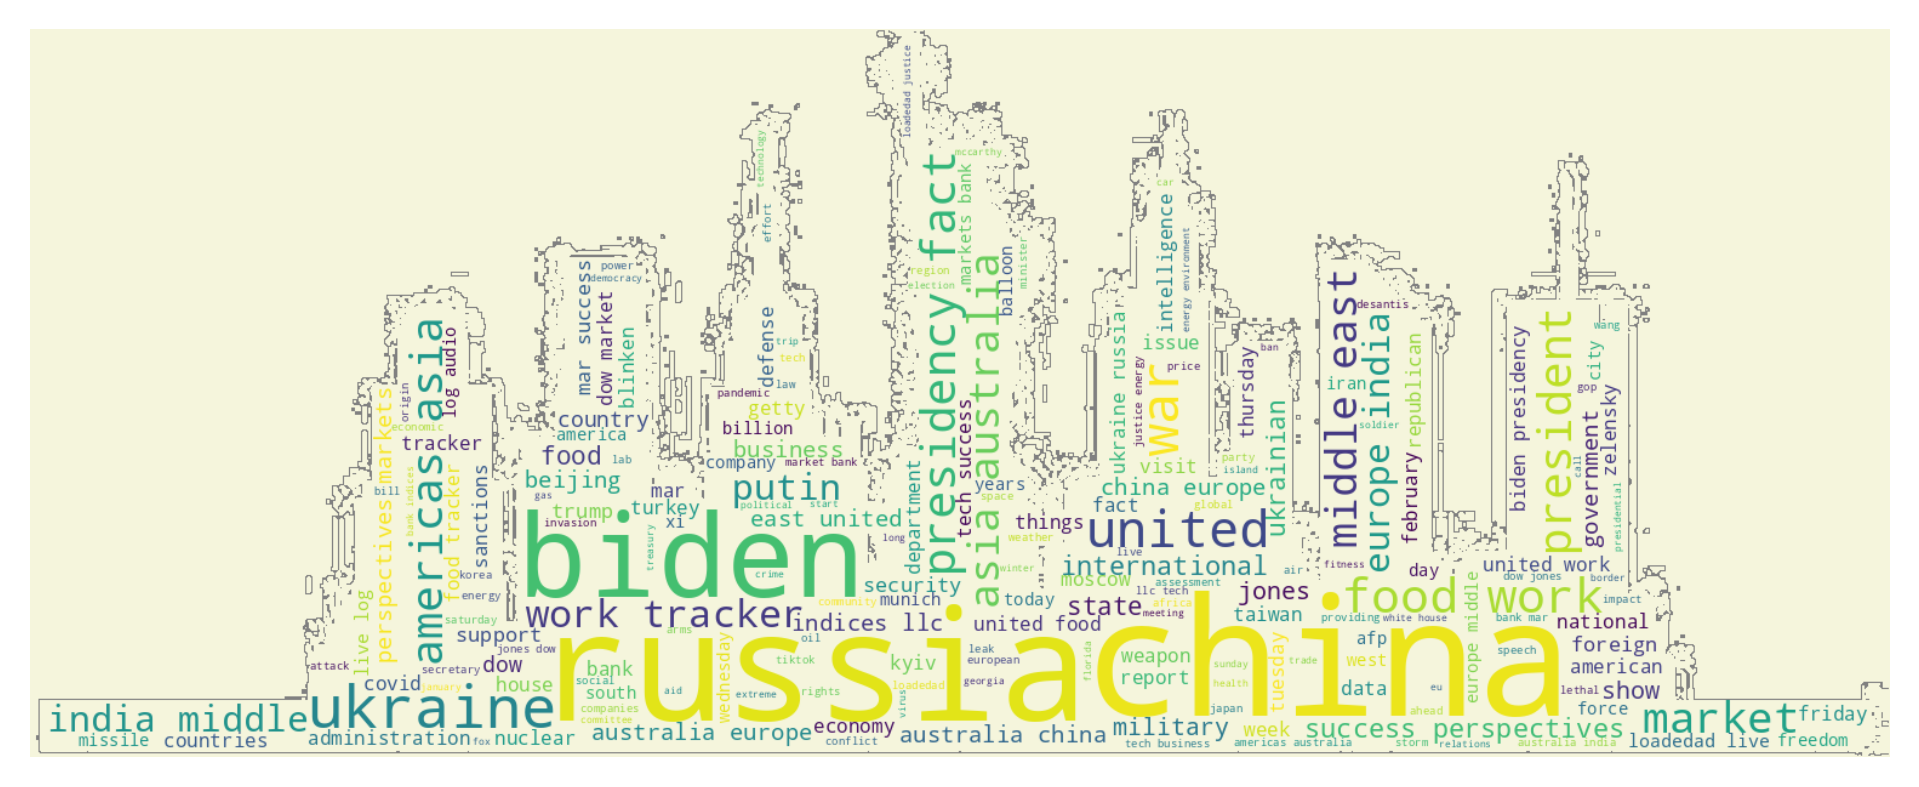 loadedad justice
technology
mccarthy
presidency fact
markets bank
car
effort
region
election
balloon
minister
asia australia
intelligence
energy environment
power
democracy
mar success
dow market
blinken
defense
trip
tech
law
pandemic
getty
billion
business
company
market bank
putin
political
start
east united
ukraine russia
issue
justice energy
price
war
visit
thursday
ban
party
island
ukrainian
middle east
desantis
iran
europe india
soldier
republican
february
fitness
day
biden presidency
president
wang
city
gop
government
zelensky
call
presidential
origin
log audio
economic
tracker
americas asia
perspectives markets
bill
bank indices
food tracker
sanctions
live log
country
america
food
lab
beijing
gas
mar
trump
turkey
invasion
xi
treasury
biden
crime
long
department
security
tech success
years
space
things
weather
winter
china europe
fact
global
united
live
international
moscow
assessment
air
llc tech
africa
meeting
state
jones
taiwan
providing
white house
food work
united work
dow jones
border
impact
bank mar
national
korea
energy
saturday
support
jones dow
work tracker
community
indices llc
munich
today
united food
arms
oil
leak
european
georgia
attack
secretary
dow
covid
january
house
bank
social
south
companies
committee
aid
wednesday
extreme
tiktok
rights
kyiv
loadedad
virus
russia
china
florida
weapon
report
sunday
health
japan
trade
tuesday
afp
west
data
eu
ahead
europe middle
speech
foreign
american
lethal
show
force
india middle
ukraine
missile
countries
administration
fox
nuclear
australia europe
economy
conflict
australia china
military
tech business
week
americas australia
success perspectives
storm
relations
australia india
market
friday
loadedad live
freedom